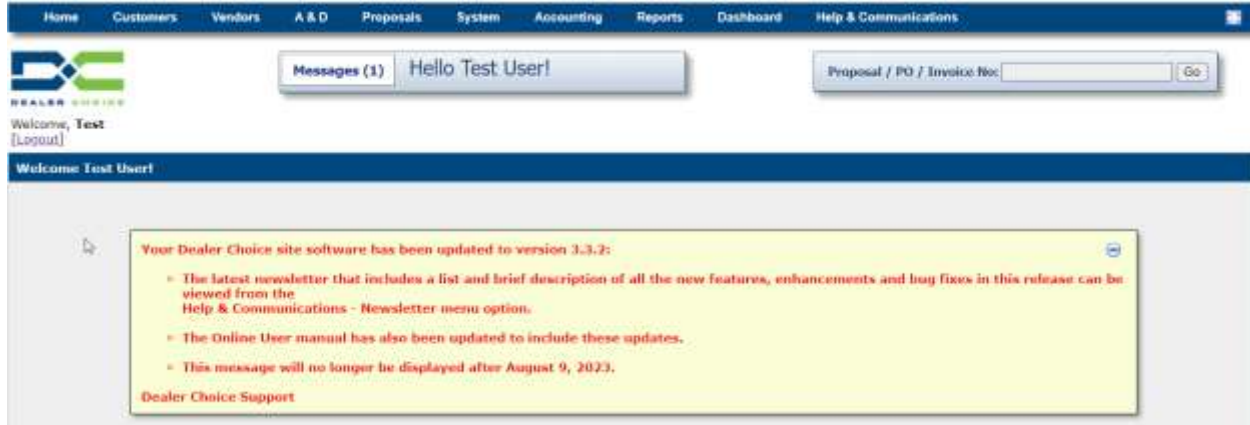 Home Customers Vendors A & D Proposals System Accounting Reports Dashboard Help & Communications
DEALER CHOICE
Messages (1) Hello Test User!
Proposal / PO / Invoice No: Go
Welcome, Test
[Logout]
Welcome Test User!
Your Dealer Choice site software has been updated to version 3.3.2:
The latest newsletter that includes a list and brief description of all the new features, enhancements and bug fixes in this release can be
viewed from the
Help & Communications - Newsletter menu option.
The Online User manual has also been updated to include these updates.
This message will no longer be displayed after August 9, 2023.
Dealer Choice Support